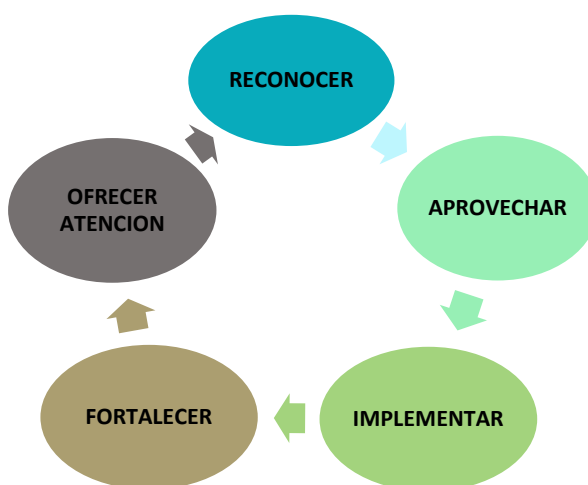 RECONOCER
APROVECHAR
IMPLEMENTAR
FORTALECER
OFRECER
ATENCION